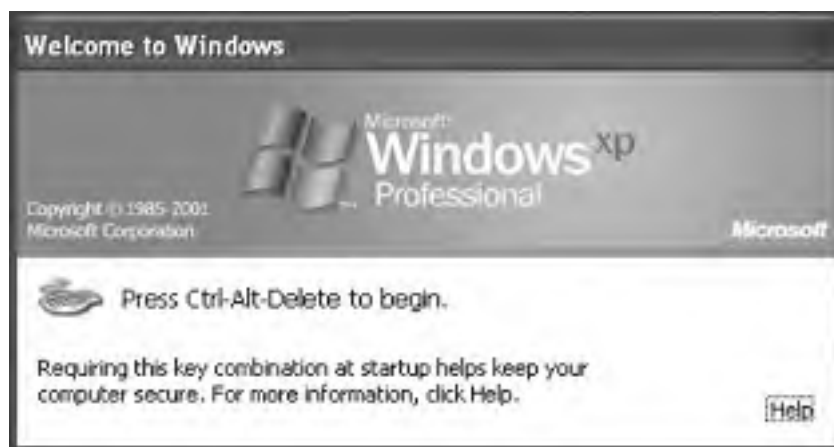 Welcome to Windows
Microsoft
Windows xp
Professional
Copyright © 1985-2001
Microsoft Corporation
Microsoft
Press Ctrl-Alt-Delete to begin.
Requiring this key combination at startup helps keep your
computer secure. For more information, click Help.
Help